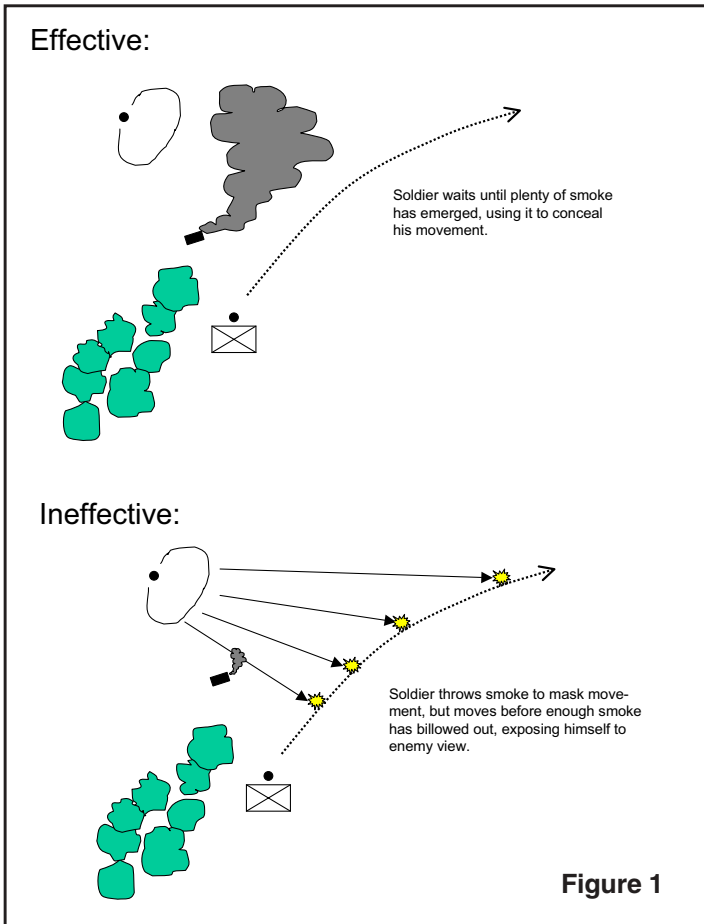 Effective:
Soldier waits until plenty of smoke
has emerged, using it to conceal
his movement.
Ineffective:
Soldier throws smoke to mask move-
ment, but moves before enough smoke
has billowed out, exposing himself to
enemy view.
Figure 1